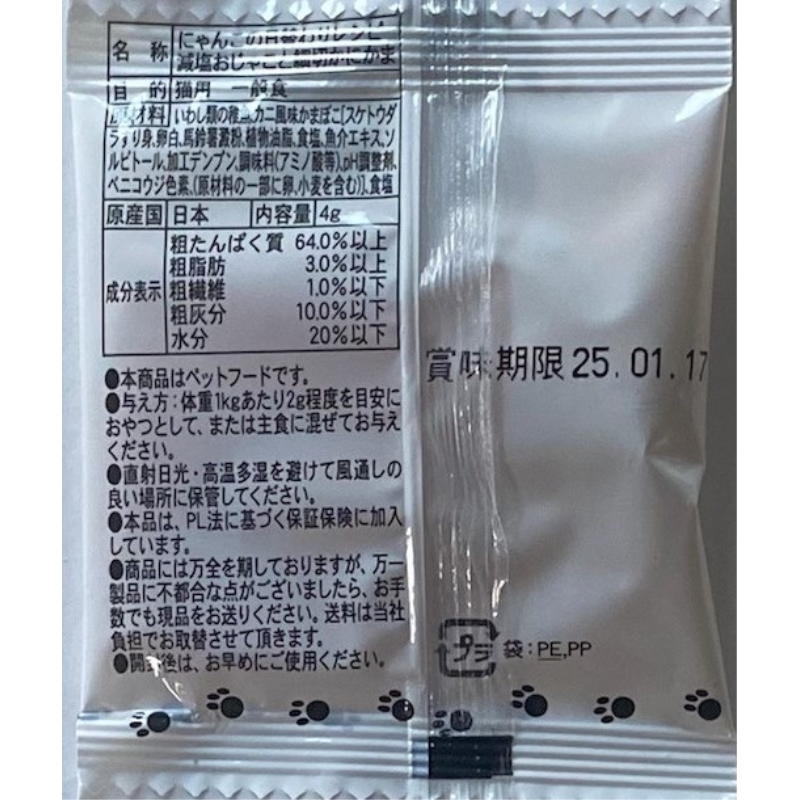 名称 にゃんこの日替わりレシピ
減塩おじゃこと細切かにかま
目的 猫用 一般食
原材料 いわし類の稚魚、カニ風味かまぼこ[スケトウダ
ラすり身、卵白、馬鈴薯澱粉、植物油脂、食塩、魚介エキス、ソ
ルビトール、加工デンプン、調味料(アミノ酸等)、pH調整剤、
ベニコウジ色素、(原材料の一部に卵、小麦を含む)]、食塩
原産国 日本 内容量 4g
成分表示
粗たんぱく質 64.0%以上
粗脂肪 3.0%以上
粗繊維 1.0%以下
粗灰分 10.0%以下
水分 20%以下
●本商品はペットフードです。
●与え方:体重1kgあたり2g程度を目安に
おやつとして、または主食に混ぜてお与え
ください。
●直射日光・高温多湿を避けて風通しの
良い場所に保管してください。
●本品は、PL法に基づく保証保険に加入
しています。
●商品には万全を期しておりますが、万一
製品に不都合な点がございましたら、お手
数でも現品をお送りください。送料は当社
負担でお取替させて頂きます。
●開封後は、お早めにご使用ください。
賞味期限 25.01.17
プラ 袋:PE,PP